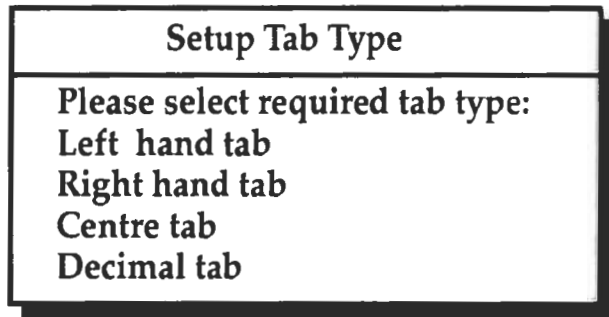 Setup Tab Type
Please select required tab type:
Left hand tab
Right hand tab
Centre tab
Decimal tab